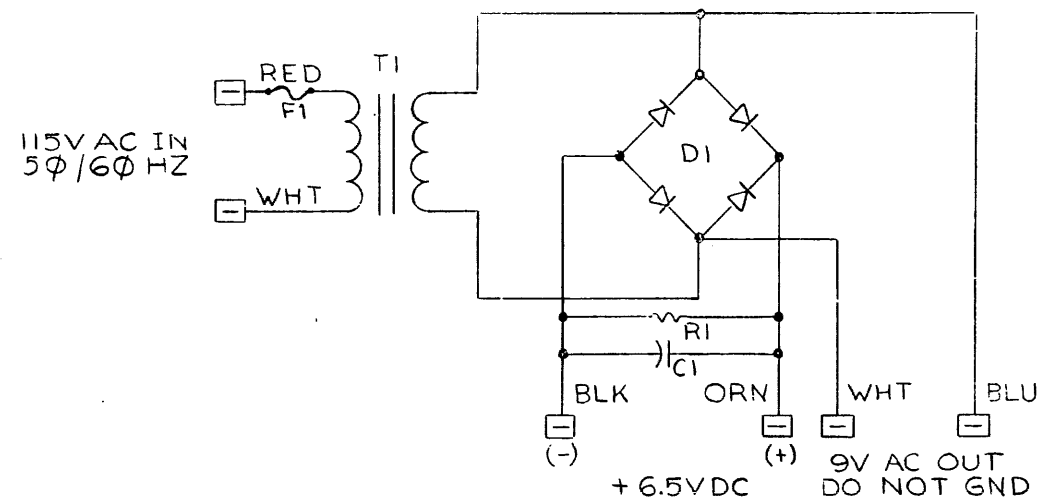 T1
RED
F1
115V AC IN
5Ø/6Ø HZ
WHT
D1
R1
C1
BLK
ORN
WHT
BLU
(-)
(+)
+6.5VDC
9V AC OUT
DO NOT GND